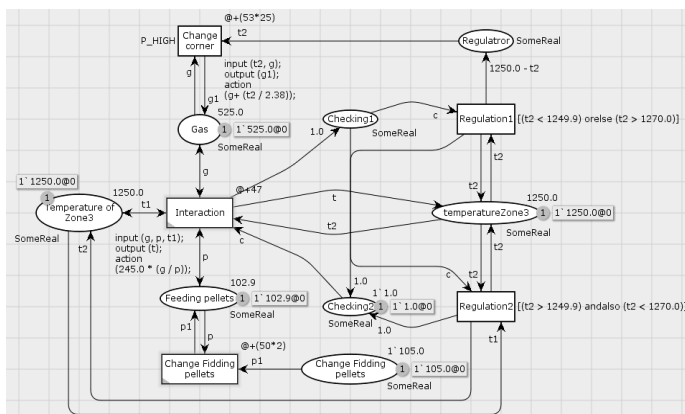 @+(53*25)
P_HIGH
Change
corner
t2
Regulatror
SomeReal
input (t2, g);
output (g1);
action
(g+ (t2 / 2.38));
1250.0 - t2
g
g1
525.0
Gas
1
1`525.0@0
SomeReal
Checking1
SomeReal
1.0
c
Regulation1
[(t2 < 1249.9) orelse (t2 > 1270.0)]
g
t2
t2
1`1250.0@0
1
1250.0
Temperature of
Zone3
SomeReal
t1
@+47
Interaction
t
t2
1250.0
temperatureZone3
1
1`1250.0@0
SomeReal
t2
input (g, p, t1);
output (t);
action
(245.0 * (g / p));
p
c
t2
t2
c
102.9
Feeding pellets
1
1`102.9@0
SomeReal
1.0
1`1.0
Checking2
1
1`1.0@0
SomeReal
1.0
Regulation2
[(t2 > 1249.9) andalso (t2 < 1270.0)]
t1
p1
p
@+(50*2)
Change Fidding
pellets
p1
1`105.0
Change Fidding
pellets
1
1`105.0@0
SomeReal